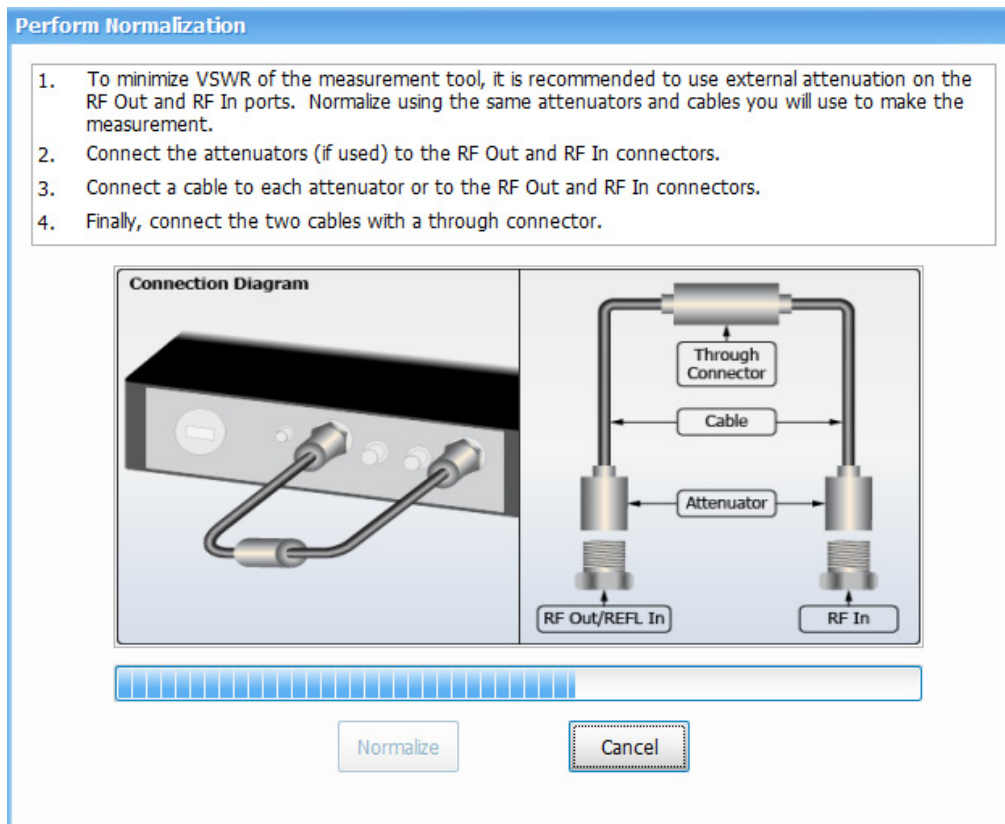 Perform Normalization
1. To minimize VSWR of the measurement tool, it is recommended to use external attenuation on the
RF Out and RF In ports.  Normalize using the same attenuators and cables you will use to make the
measurement.
2. Connect the attenuators (if used) to the RF Out and RF In connectors.
3. Connect a cable to each attenuator or to the RF Out and RF In connectors.
4. Finally, connect the two cables with a through connector.
Connection Diagram
Through
Connector
Cable
Attenuator
RF Out/REFL In
RF In
Normalize
Cancel